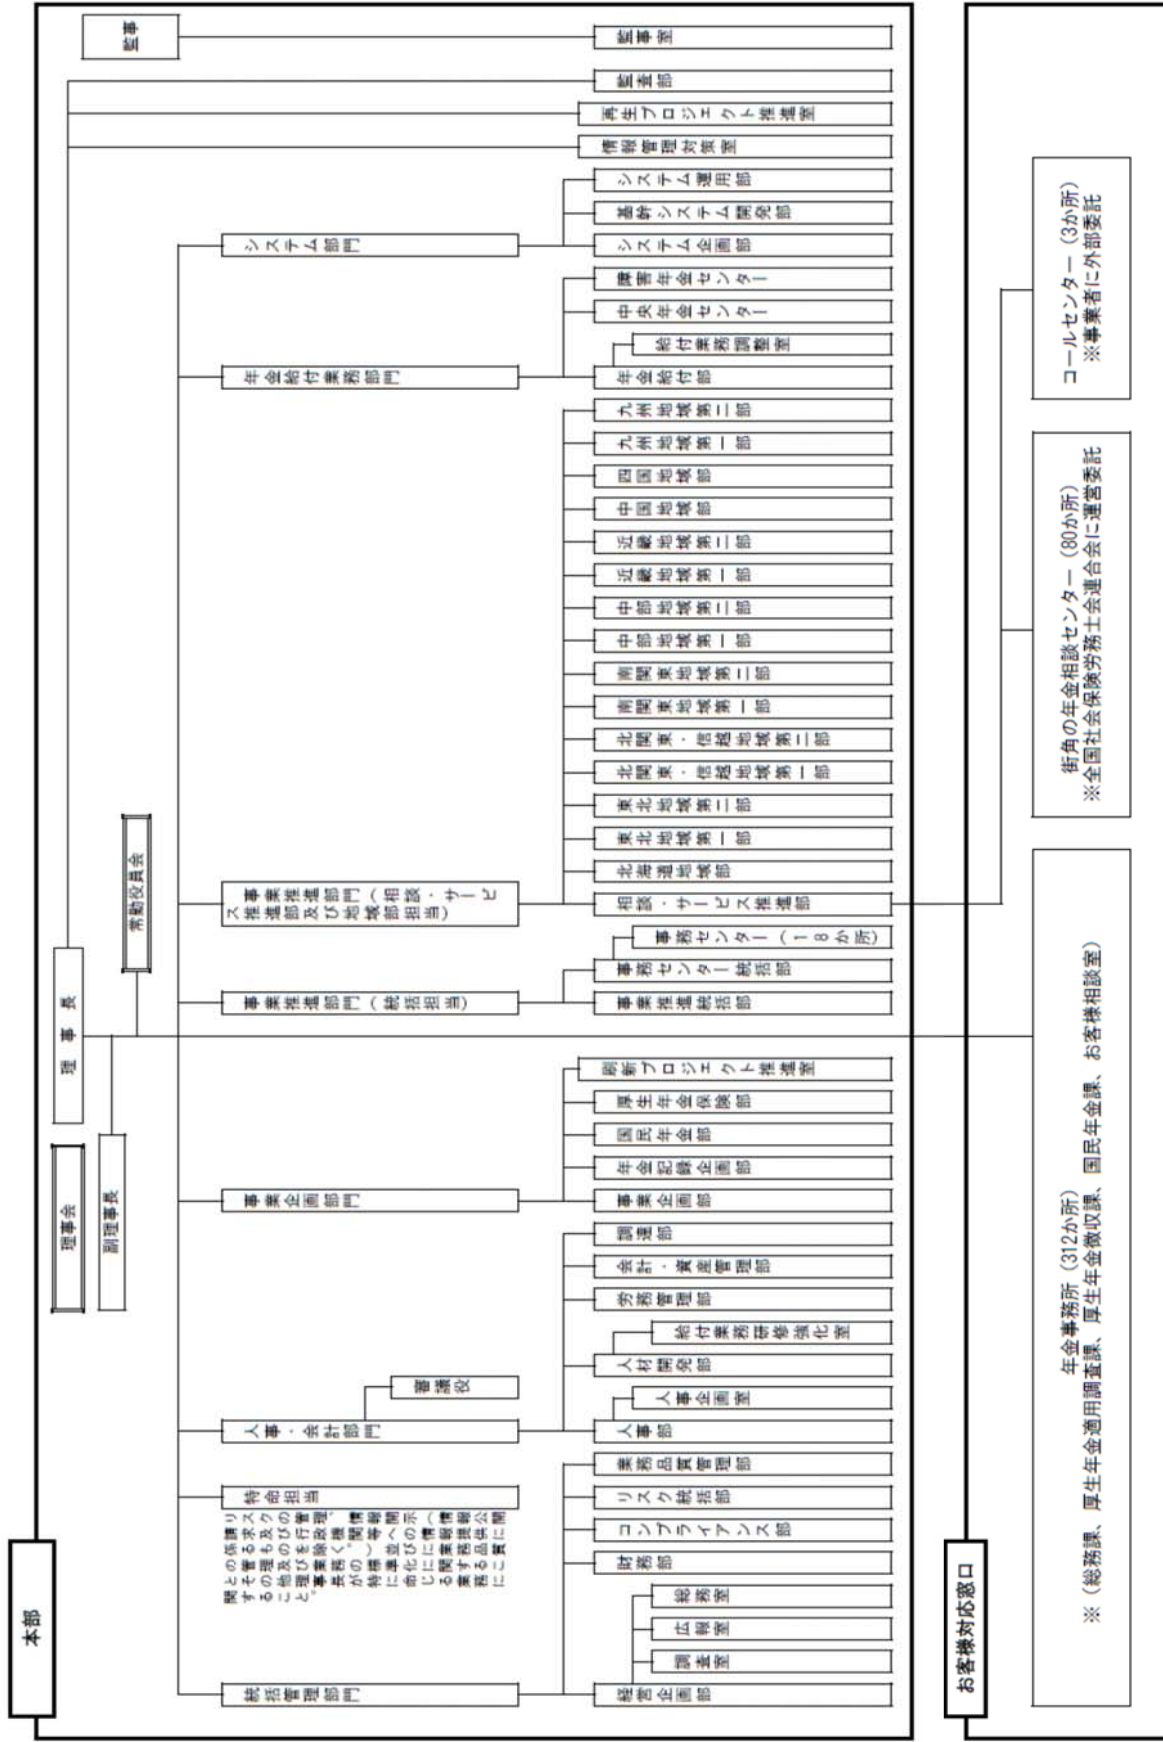 本部
理事会
理事長
副理事長
常勤役員会
監事
監事室
監査部
再生プロジェクト推進室
情報管理対策室
統括管理部門
経営企画部
調査室
広報室
総務室
財務部
コンプライアンス部
リスク統括部
業務品質管理部
特命担当
人事・会計部門
審議役
人事部
人事企画室
人材開発部
給付業務研修強化室
労務管理部
会計・資産管理部
調達部
事業企画部門
事業企画部
年金記録企画部
国民年金部
厚生年金保険部
刷新プロジェクト推進室
事業推進部門(統括担当)
事業推進統括部
事務センター統括部
事務センター(18か所)
事業推進部門(相談・サービ
ス推進部及び地域部担当)
相談・サービス推進部
北海道地域部
東北地域第一部
東北地域第二部
北関東・信越地域第一部
北関東・信越地域第二部
南関東地域第一部
南関東地域第二部
中部地域第一部
中部地域第二部
近畿地域第一部
近畿地域第二部
中国地域部
四国地域部
九州地域第一部
九州地域第二部
年金給付業務部門
年金給付部
給付業務調整室
中央年金センター
障害年金センター
システム部門
システム企画部
基幹システム開発部
システム運用部
お客様対応窓口
年金事務所(312か所)
※(総務課、厚生年金適用調査課、厚生年金徴収課、国民年金課、お客様相談室)
街角の年金相談センター(80か所)
※全国社会保険労務士会連合会に運営委託
コールセンター(3か所)
※事業者に外部委託